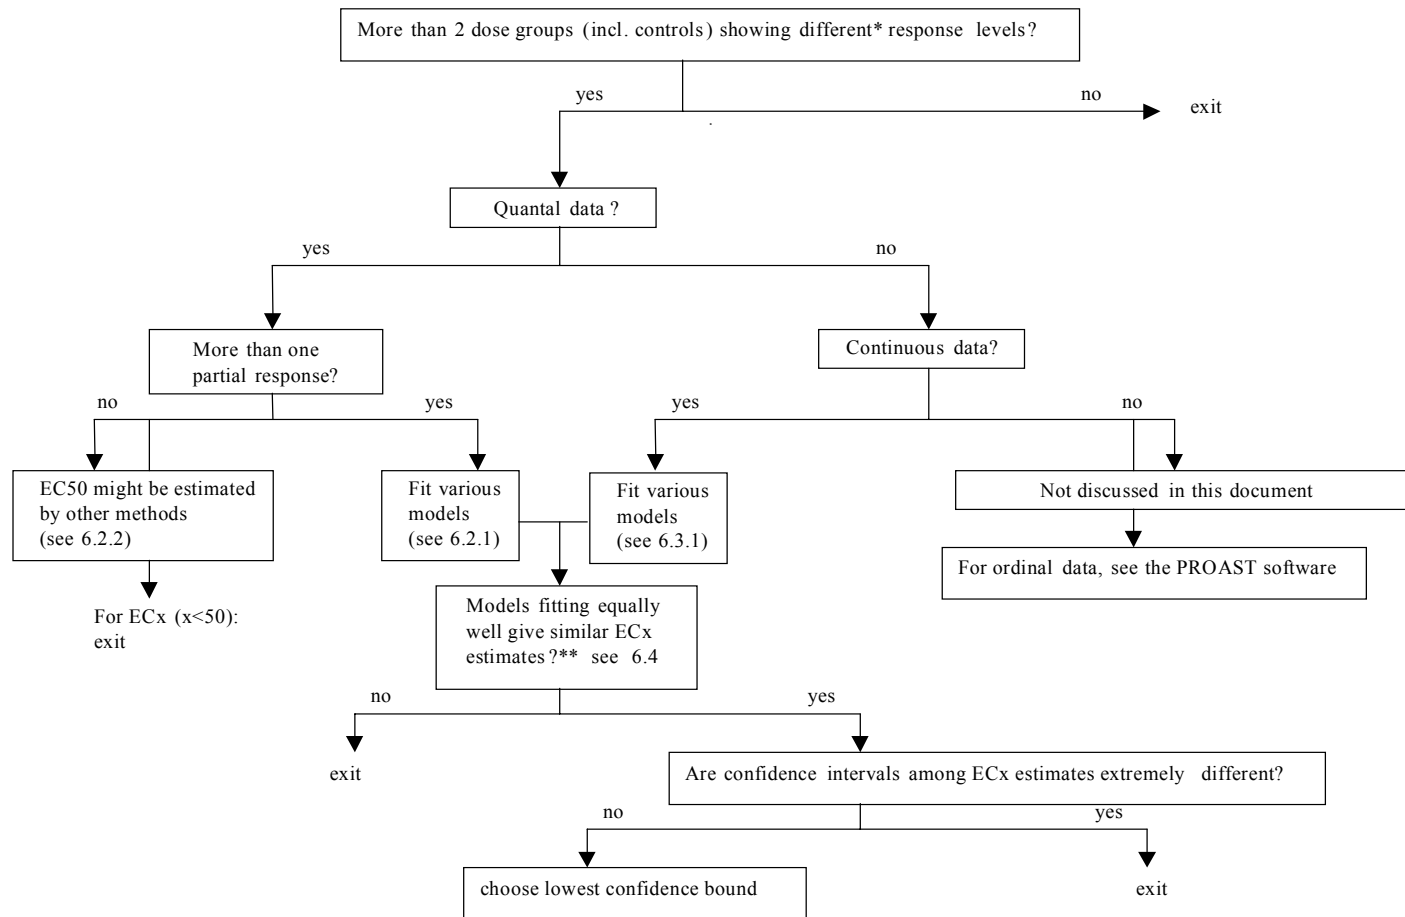 More than 2 dose groups (incl. controls) showing different* response levels?
yes
no
exit
Quantal data ?
yes
no
More than one
partial response?
Continuous data?
no
yes
yes
no
EC50 might be estimated
by other methods
(see 6.2.2)
Fit various
models
(see 6.2.1)
Fit various
models
(see 6.3.1)
Not discussed in this document
For ordinal data, see the PROAST software
For ECx (x<50):
exit
Models fitting equally
well give similar ECx
estimates?** see 6.4
no
yes
exit
Are confidence intervals among ECx estimates extremely different?
no
yes
choose lowest confidence bound
exit